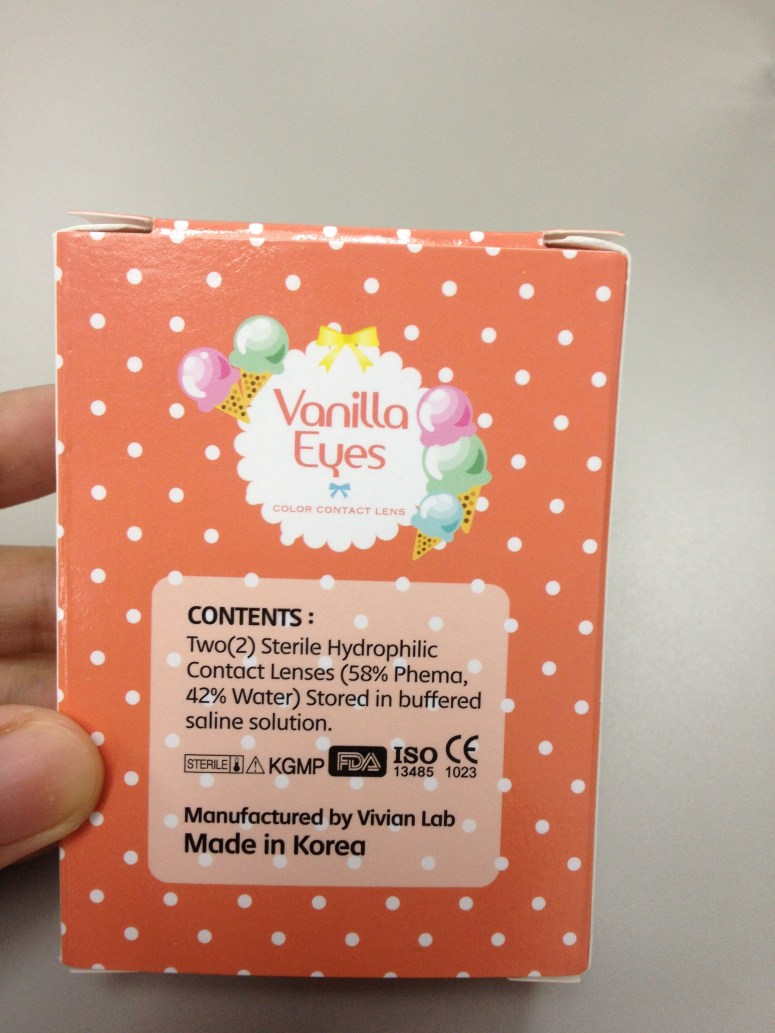 Vanilla
Eyes
COLOR CONTACT LENS
CONTENTS :
Two(2) Sterile Hydrophilic
Contact Lenses (58% Phema,
42% Water) Stored in buffered
saline solution.
STERILE KGMP FDA ISO 13485 CE 1023
Manufactured by Vivian Lab
Made in Korea